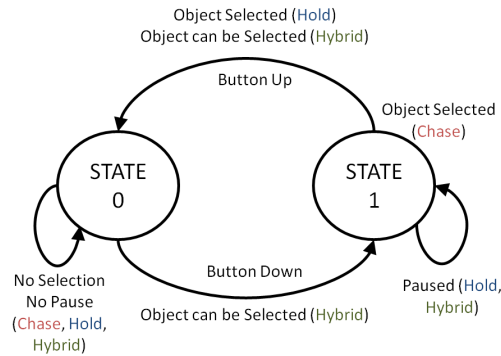 Object Selected (Hold)
Object can be Selected (Hybrid)
Button Up
Object Selected
(Chase)
STATE
0
STATE
1
Button Down
Object can be Selected (Hybrid)
No Selection
No Pause
(Chase, Hold,
Hybrid)
Paused (Hold,
Hybrid)